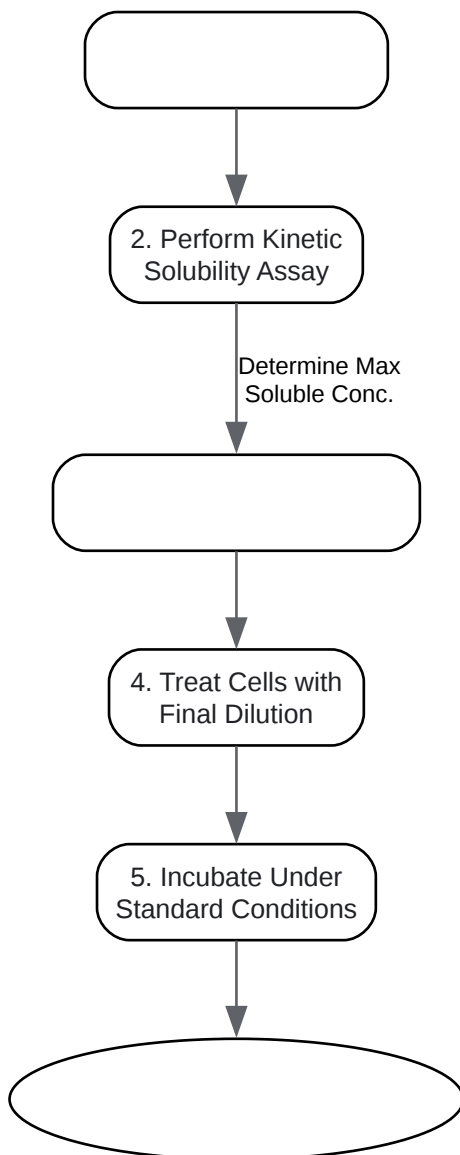 2. Perform Kinetic
Solubility Assay
Determine Max
Soluble Conc.
4. Treat Cells with
Final Dilution
5. Incubate Under
Standard Conditions